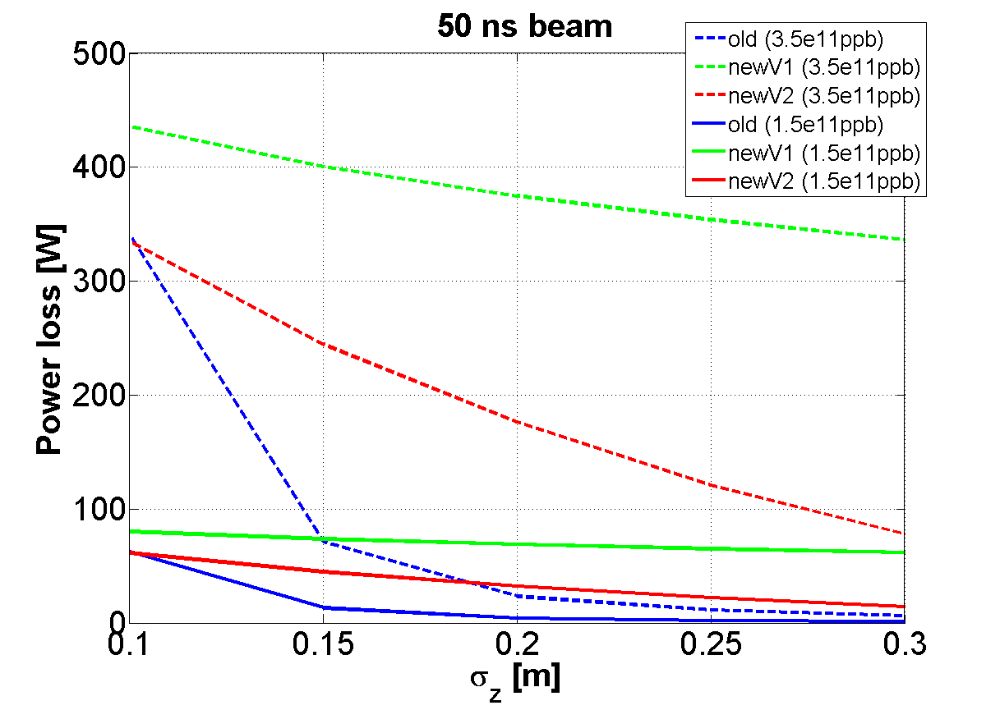 50 ns beam
old (3.5e11ppb)
newV1 (3.5e11ppb)
newV2 (3.5e11ppb)
old (1.5e11ppb)
newV1 (1.5e11ppb)
newV2 (1.5e11ppb)
500
400
300
200
100
0
Power loss [W]
0.1 0.15 0.2 0.25 0.3
σz [m]